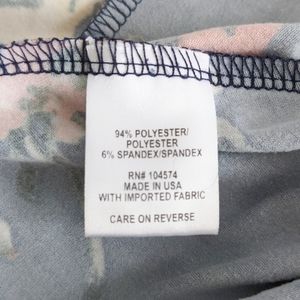 94% POLYESTER/
POLYESTER
6% SPANDEX/SPANDEX
RN# 104574
MADE IN USA
WITH IMPORTED FABRIC
CARE ON REVERSE